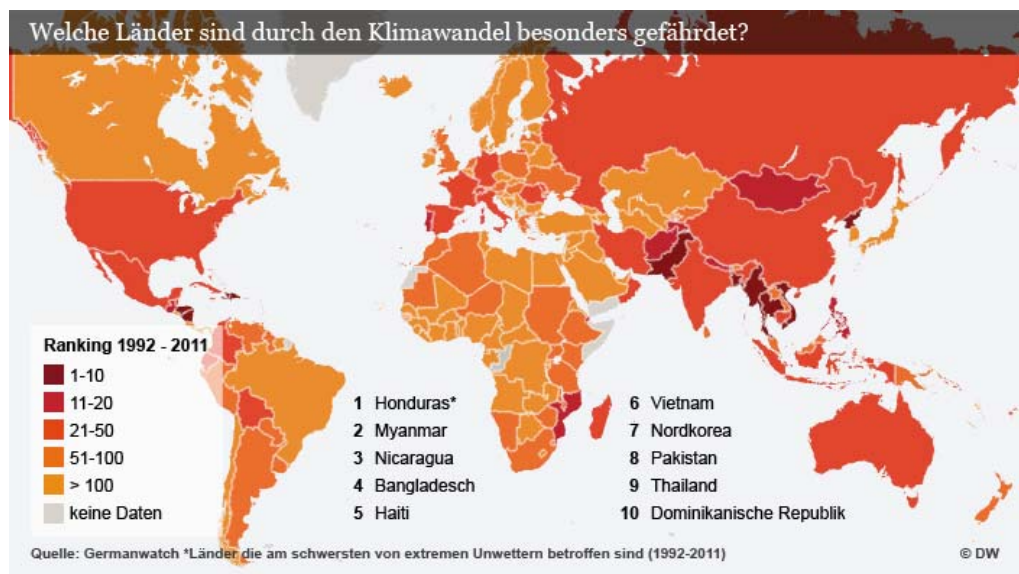 Welche Länder sind durch den Klimawandel besonders gefährdet?
Ranking 1992 - 2011
1-10
11-20
21-50
51-100
> 100
keine Daten
1 Honduras*
2 Myanmar
3 Nicaragua
4 Bangladesch
5 Haiti
6 Vietnam
7 Nordkorea
8 Pakistan
9 Thailand
10 Dominikanische Republik
Quelle: Germanwatch *Länder die am schwersten von extremen Unwettern betroffen sind (1992-2011)
© DW